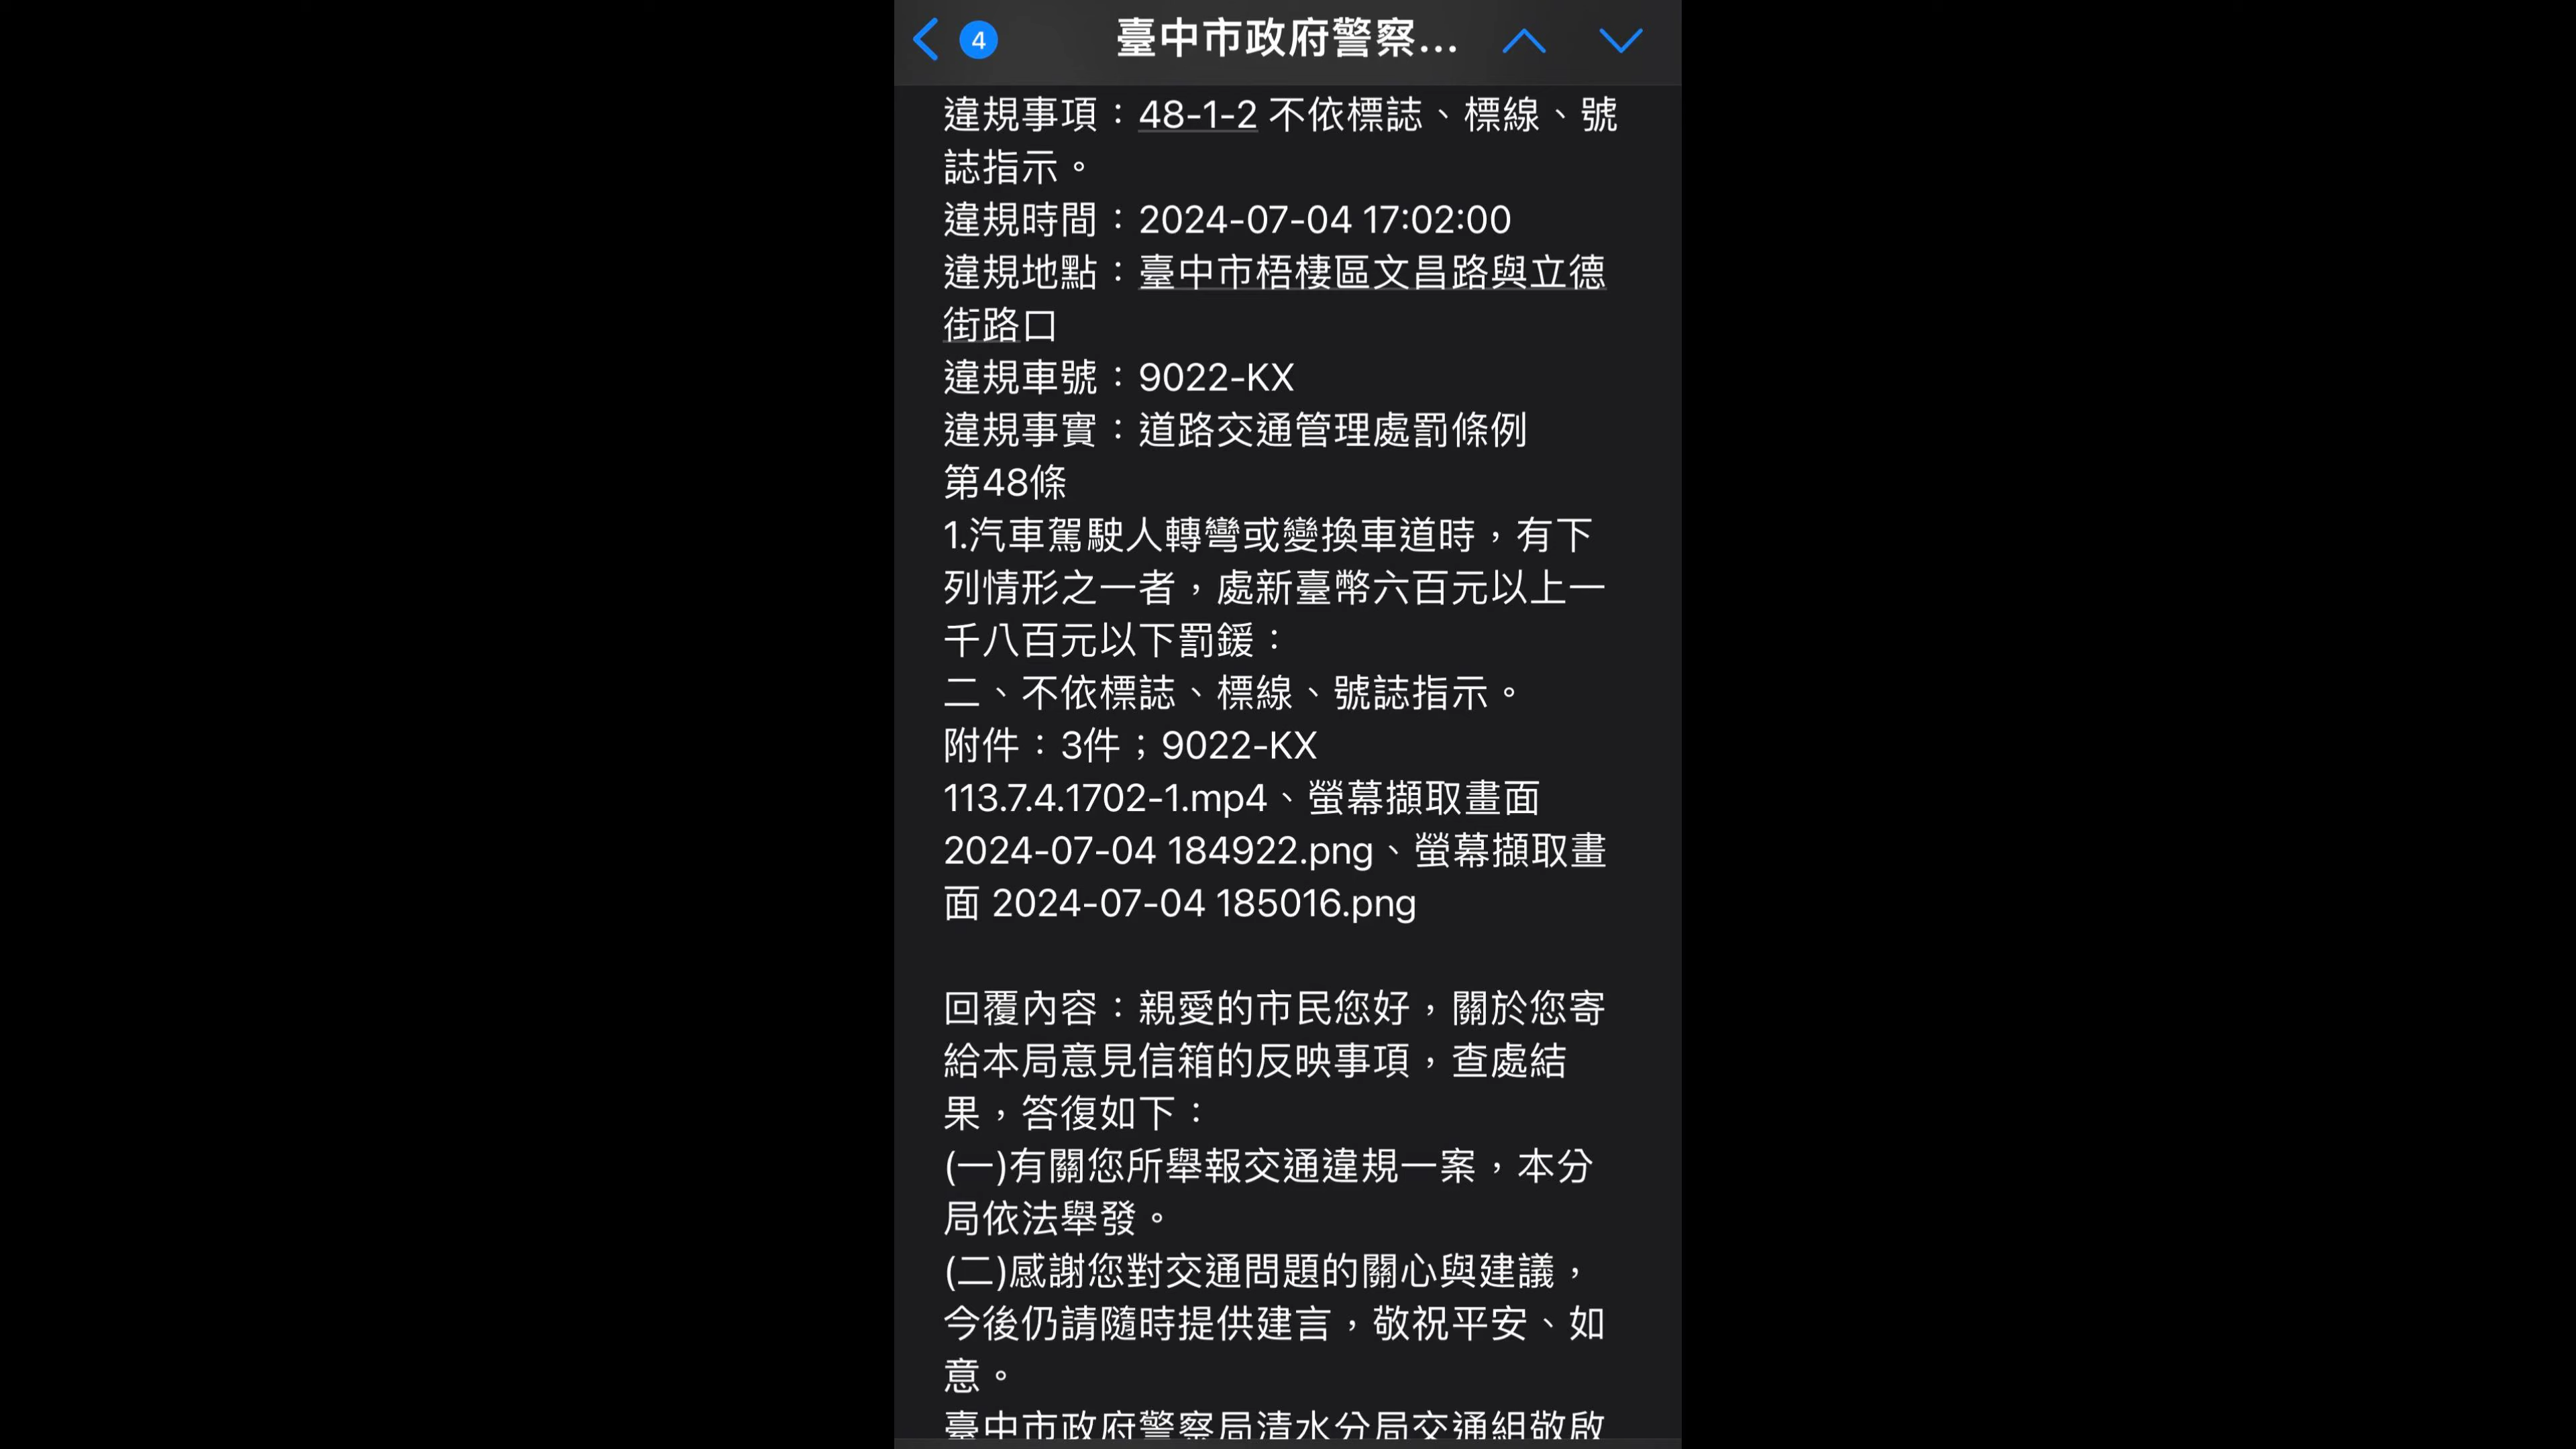 4
臺中市政府警察...
違規事項：48-1-2 不依標誌、標線、號
誌指示。
違規時間：2024-07-04 17:02:00
違規地點：臺中市梧棲區文昌路與立德
街路口
違規車號：9022-KX
違規事實：道路交通管理處罰條例
第48條
1.汽車駕駛人轉彎或變換車道時，有下
列情形之一者，處新臺幣六百元以上一
千八百元以下罰鍰：
二、不依標誌、標線、號誌指示。
附件：3件；9022-KX
113.7.4.1702-1.mp4、螢幕擷取畫面
2024-07-04 184922.png、螢幕擷取畫
面 2024-07-04 185016.png
回覆內容：親愛的市民您好，關於您寄
給本局意見信箱的反映事項，查處結
果，答復如下：
(一)有關您所舉報交通違規一案，本分
局依法舉發。
(二)感謝您對交通問題的關心與建議，
今後仍請隨時提供建言，敬祝平安、如
意。
臺中市政府警察局清水分局交通組敬啟